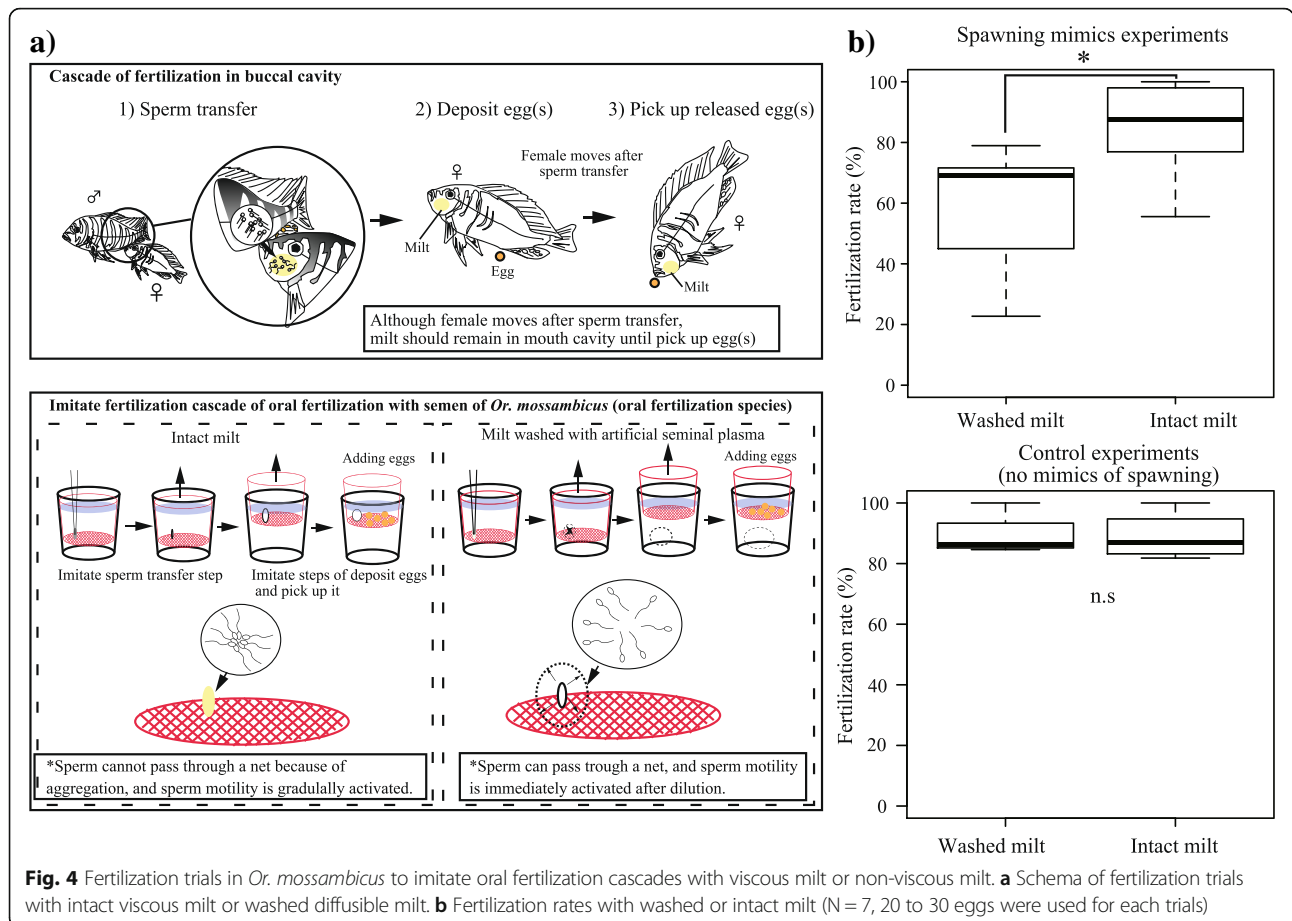 a)
Cascade of fertilization in buccal cavity
1) Sperm transfer
2) Deposit egg(s)
3) Pick up released egg(s)
♂
♀
♀
Milt
Egg
Female moves after
sperm transfer
♀
Milt
Although female moves after sperm transfer,
milt should remain in mouth cavity until pick up egg(s)
Imitate fertilization cascade of oral fertilization with semen of Or. mossambicus (oral fertilization species)
Intact milt
Adding eggs
Imitate sperm transfer step
Imitate steps of deposit eggs
and pick up it
*Sperm cannot pass through a net because of
aggregation, and sperm motility is gradulally activated.
Milt washed with artificial seminal plasma
Adding eggs
*Sperm can pass trough a net, and sperm motility
is immediately activated after dilution.
b)
Spawning mimics experiments
*
Fertilization rate (%)
100
80
60
40
20
0
Washed milt
Intact milt
Control experiments
(no mimics of spawning)
Fertilization rate (%)
100
80
60
40
20
0
n.s
Washed milt
Intact milt
Fig. 4 Fertilization trials in Or. mossambicus to imitate oral fertilization cascades with viscous milt or non-viscous milt. a Schema of fertilization trials
with intact viscous milt or washed diffusible milt. b Fertilization rates with washed or intact milt (N = 7, 20 to 30 eggs were used for each trials)